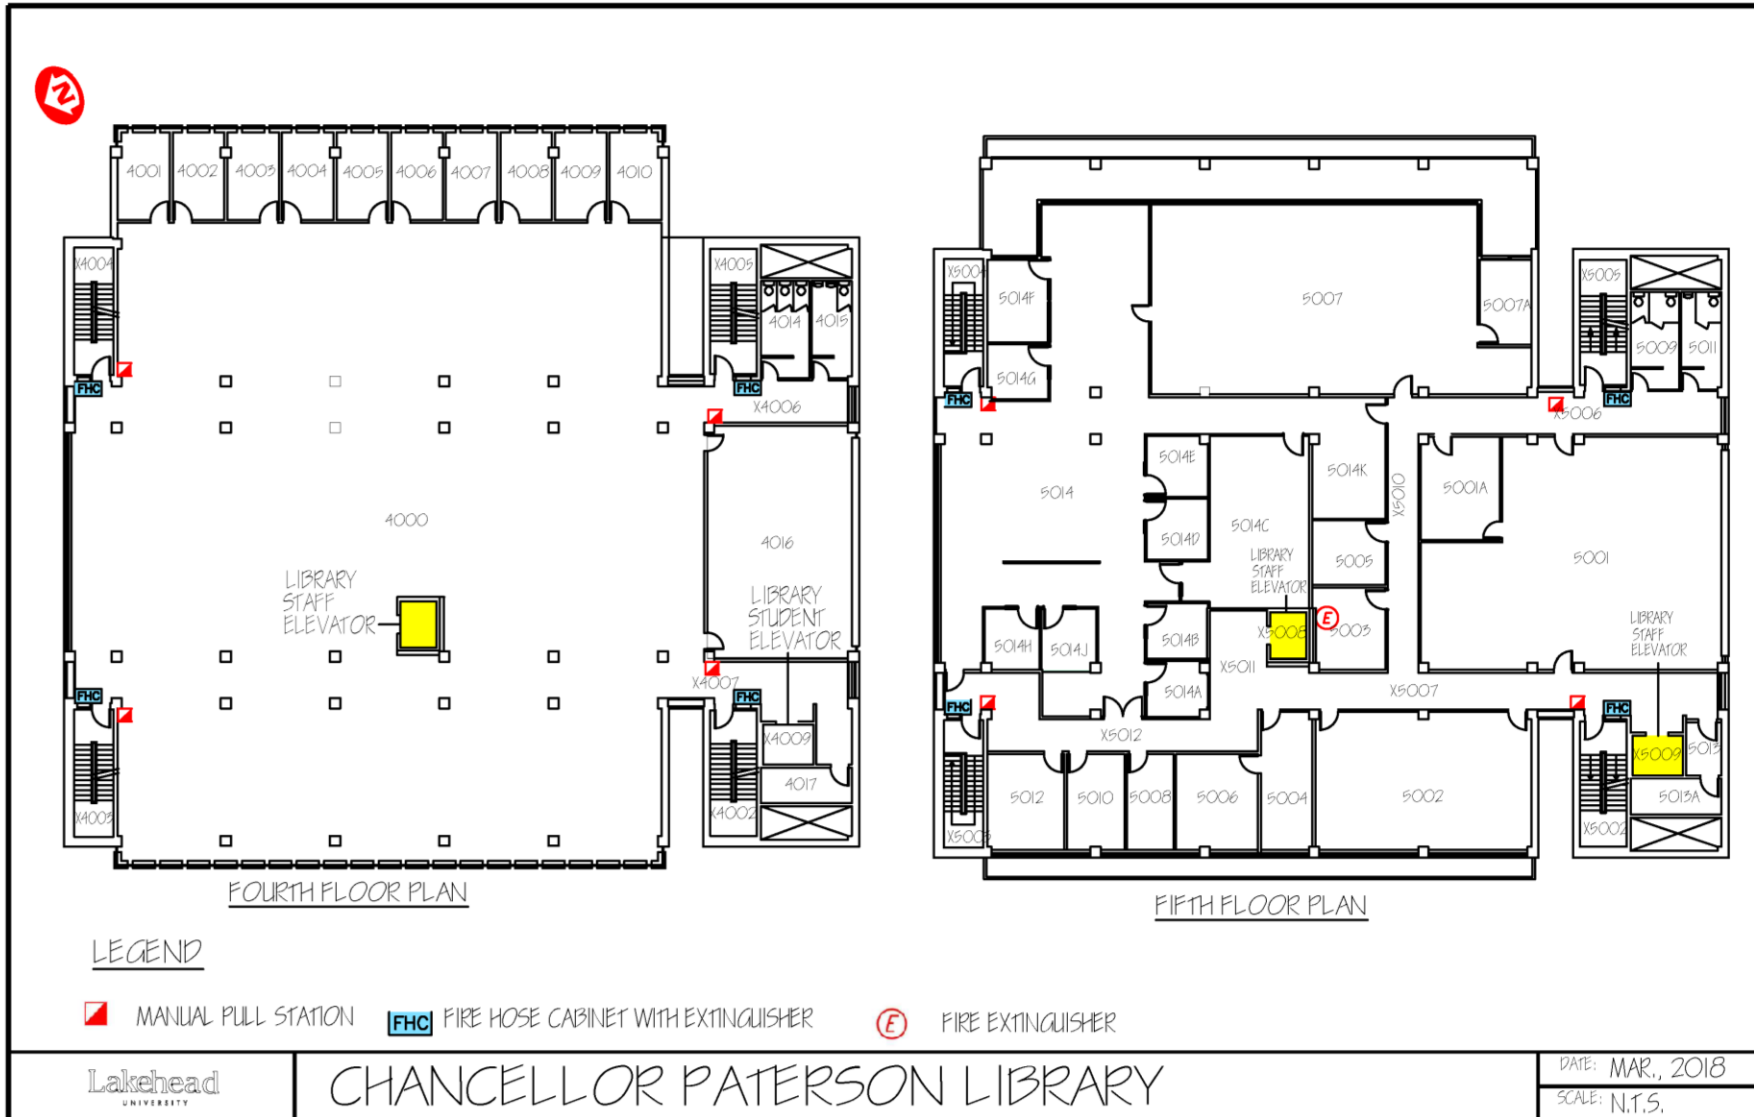 N
4001 4002 4003 4004 4005 4006 4007 4008 4009 4010
X4004
X4005
4014 4015
FHC
FHC
X4006
4000
4016
LIBRARY
STAFF
ELEVATOR
LIBRARY
STUDENT
ELEVATOR
X4007
FHC
FHC
X4009
4017
X4003
X4002
FOURTH FLOOR PLAN
X5004
5014F
5007
5007A
X5005
5009 5011
5014G
FHC
FHC
X5006
5014E
5014K
5001A
X5010
5014
5014C
5014D
5005
5001
LIBRARY
STAFF
ELEVATOR
E
LIBRARY
STAFF
ELEVATOR
5014H 5014J
5014B
X5008
5003
X5011
5014A
X5007
FHC
FHC
X5012
X5009
5013
5012 5010 5008 5006 5004 5002
5013A
X5003
X5002
FIFTH FLOOR PLAN
LEGEND
MANUAL PULL STATION
FHC FIRE HOSE CABINET WITH EXTINGUISHER
E FIRE EXTINGUISHER
Lakehead
UNIVERSITY
CHANCELLOR PATERSON LIBRARY
DATE: MAR., 2018
SCALE: N.T.S.